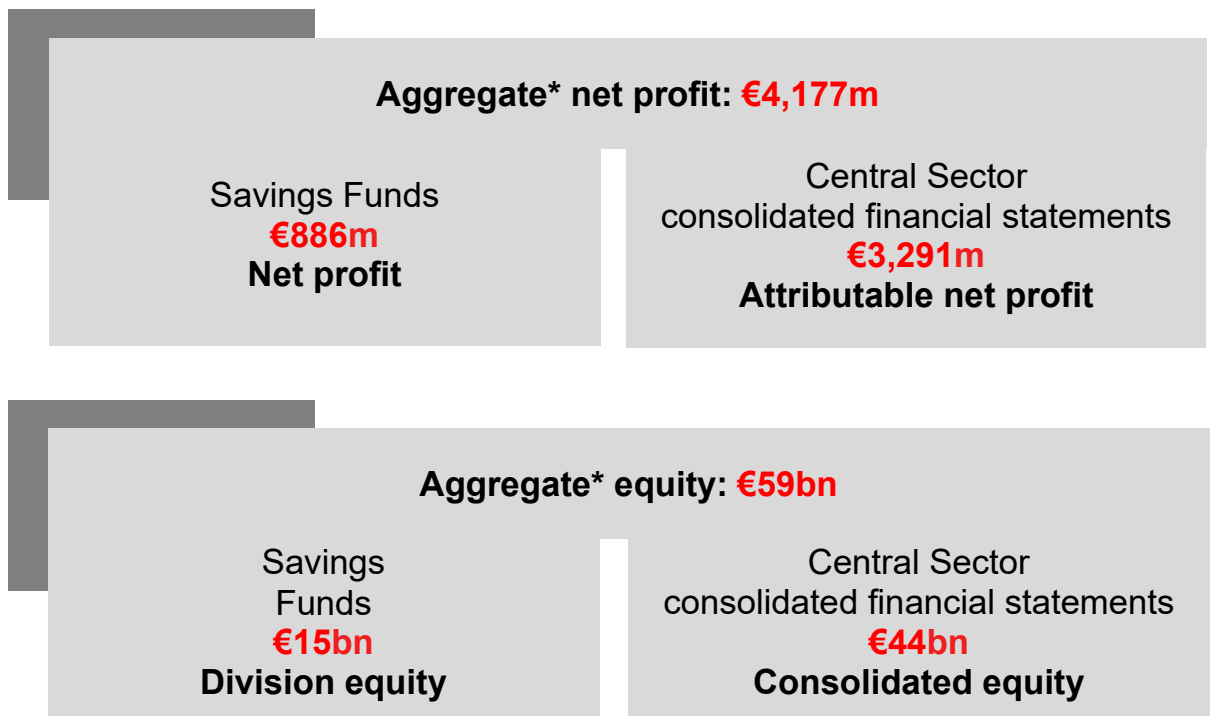 Aggregate* net profit: €4,177m
Savings Funds
€886m
Net profit
Central Sector
consolidated financial statements
€3,291m
Attributable net profit
Aggregate* equity: €59bn
Savings
Funds
€15bn
Division equity
Central Sector
consolidated financial statements
€44bn
Consolidated equity